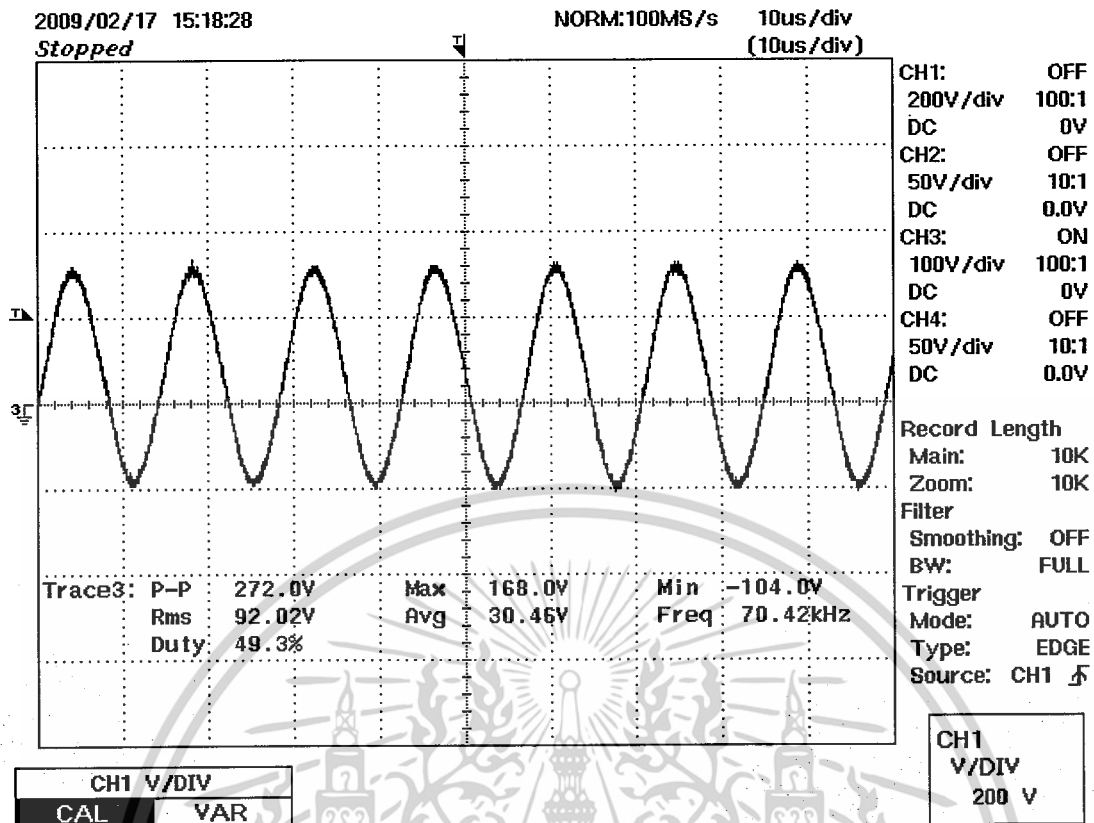 2009/02/17 15:18:28 NORM:100MS/s 10us/div
Stopped (10us/div)
T
CH1: OFF
200V/div 100:1
DC 0V
CH2: OFF
50V/div 10:1
DC 0.0V
CH3: ON
100V/div 100:1
DC 0V
CH4: OFF
50V/div 10:1
DC 0.0V
T
3
Record Length
Main: 10K
Zoom: 10K
Filter
Smoothing: OFF
BW: FULL
Trigger
Mode: AUTO
Type: EDGE
Source: CH1
Trace3: P-P 272.0V Max 168.0V Min -104.0V
Rms 92.02V Avg 30.46V Freq 70.42kHz
Duty 49.3%
CH1
V/DIV
200 V
CH1 V/DIV
CAL VAR